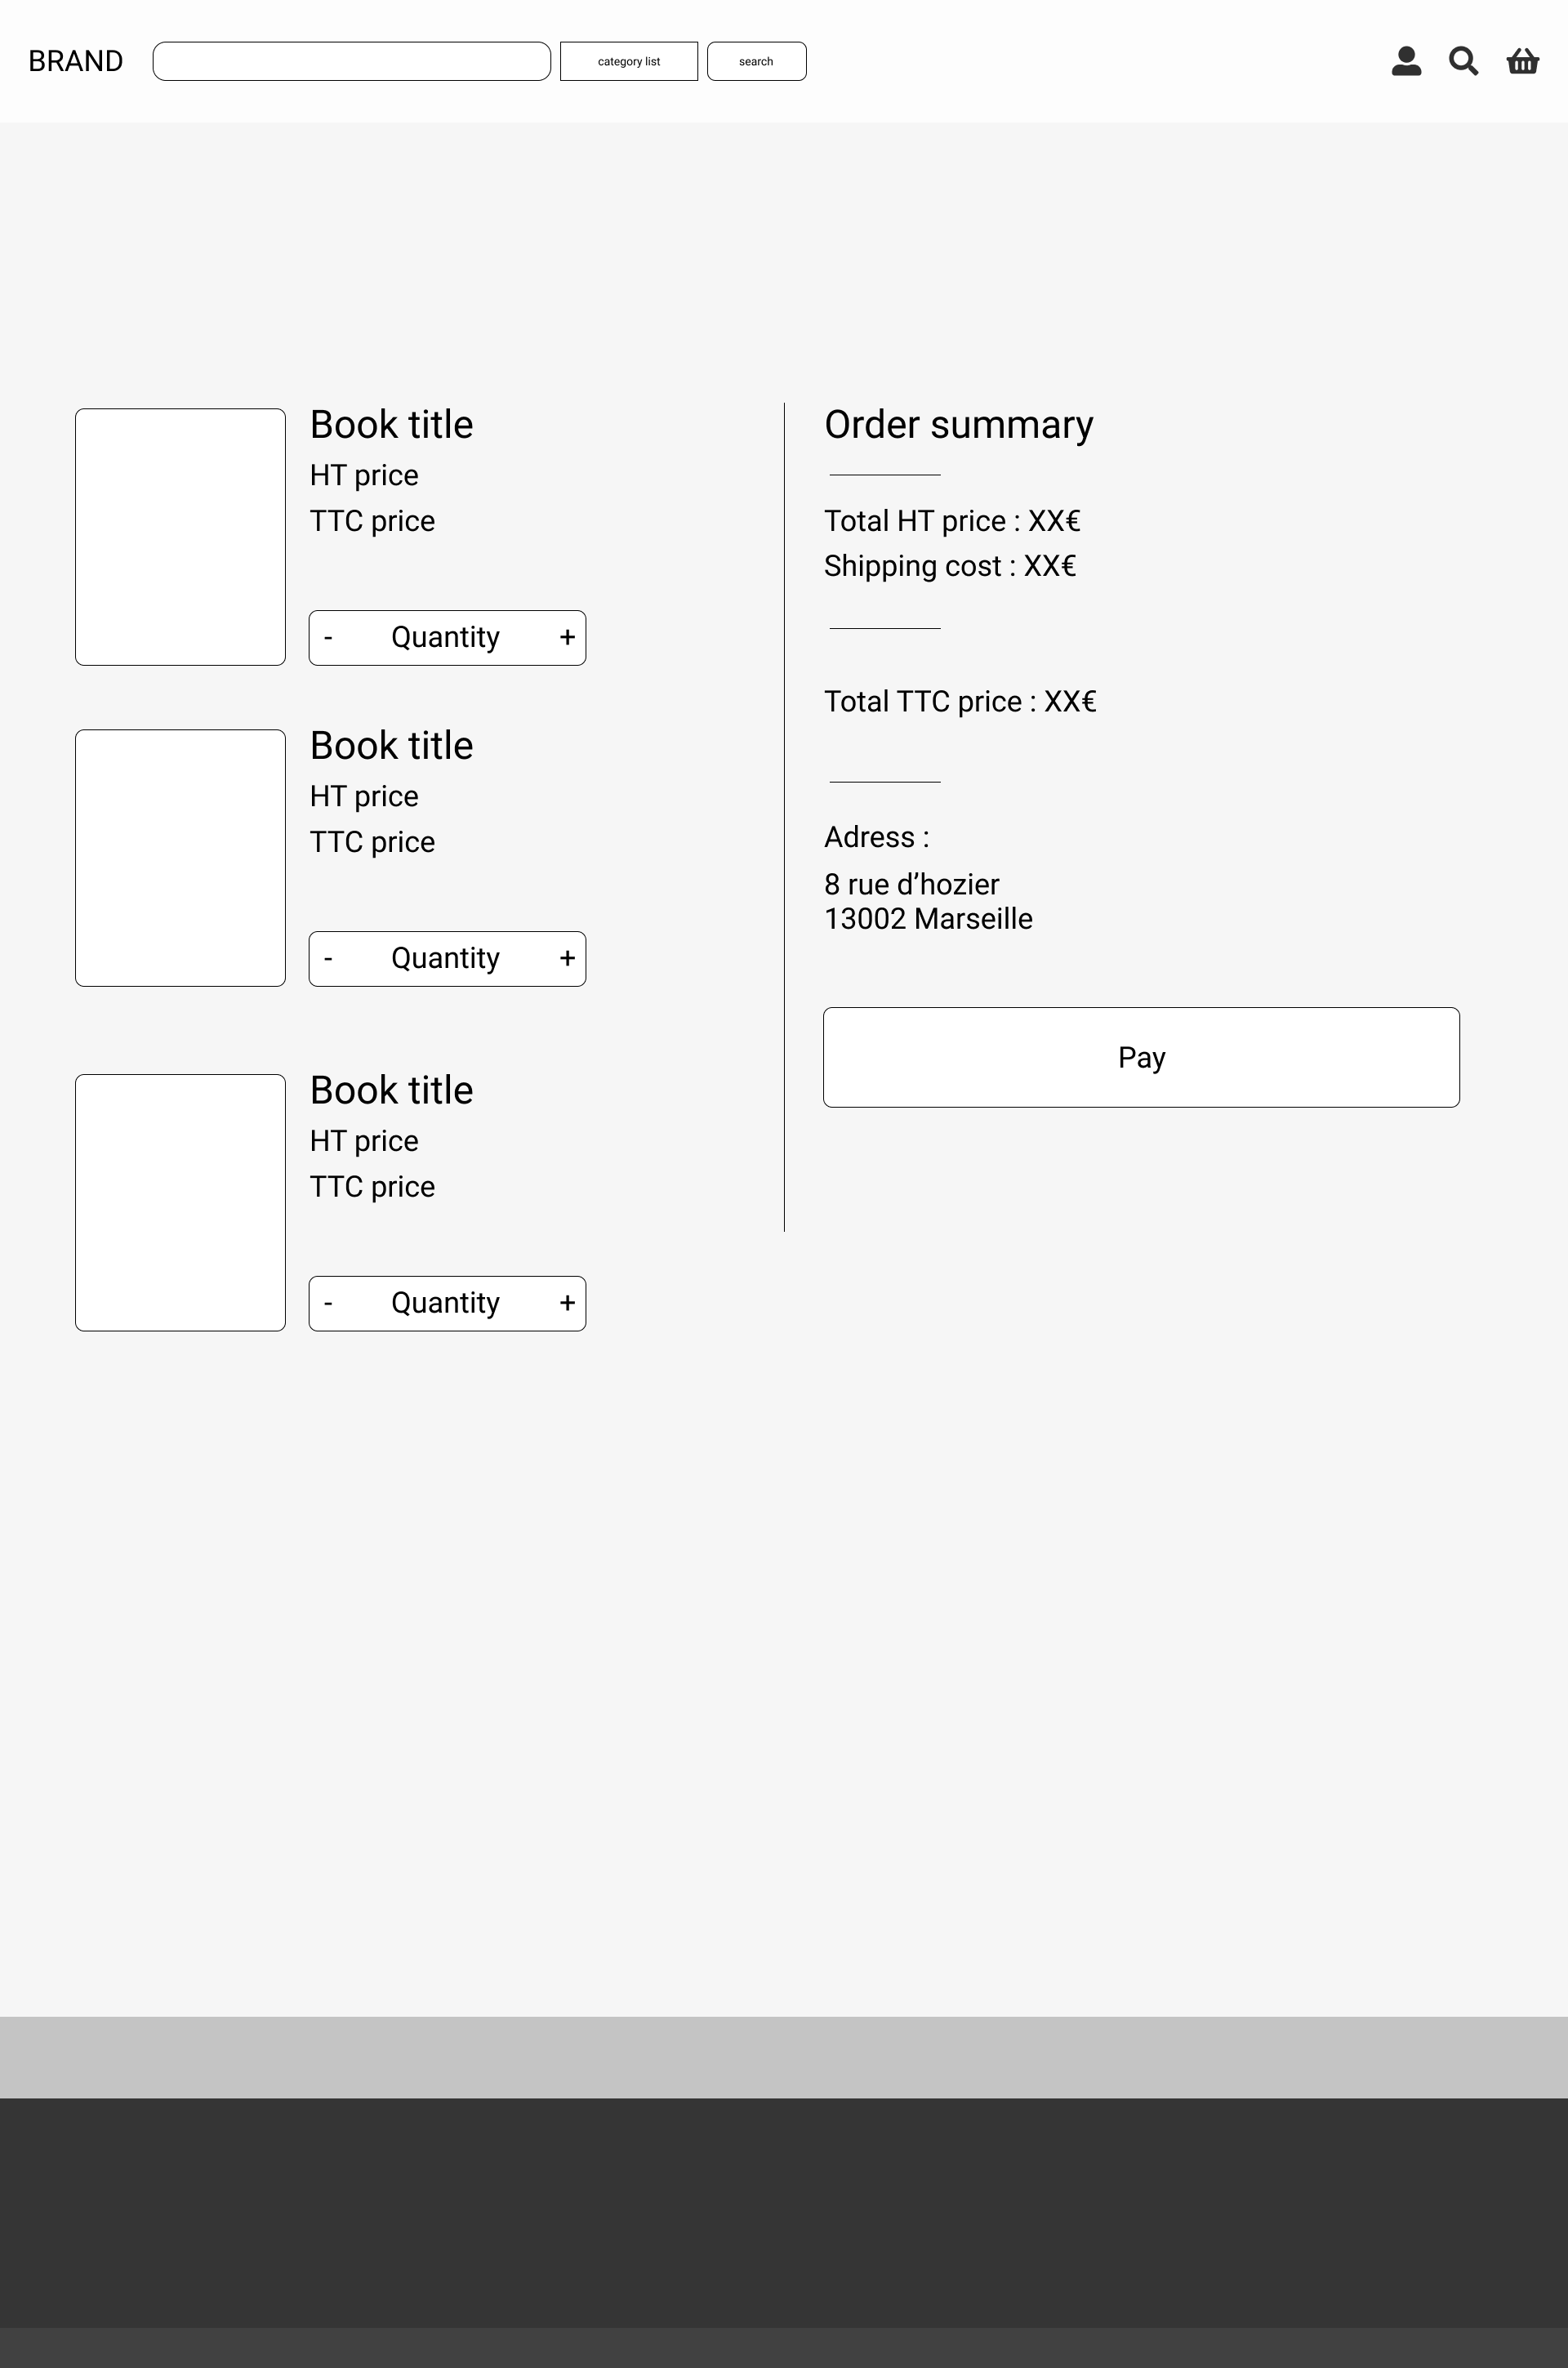 BRAND
category list
search
Book title
HT price
TTC price
- Quantity +
Book title
HT price
TTC price
- Quantity +
Book title
HT price
TTC price
- Quantity +
Order summary
Total HT price : XX€
Shipping cost : XX€
Total TTC price : XX€
Adress :
8 rue d’hozier
13002 Marseille
Pay